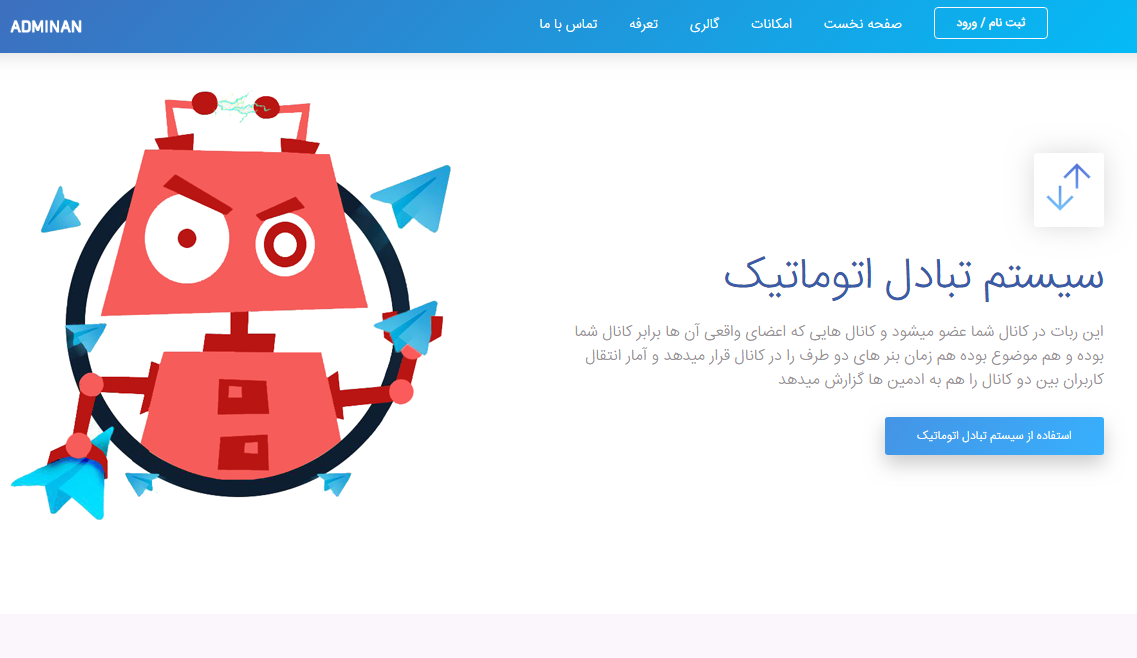 ADMINAN
ثبت نام / ورود
صفحه نخست
امکانات
گالری
تعرفه
تماس با ما
سیستم تبادل اتوماتیک
این ربات در کانال شما عضو میشود و کانال هایی که اعضای واقعی آن ها برابر کانال شما
بوده و هم موضوع بوده هم زمان بنر های دو طرف را در کانال قرار میدهد و آمار انتقال
کاربران بین دو کانال را هم به ادمین ها گزارش میدهد
استفاده از سیستم تبادل اتوماتیک